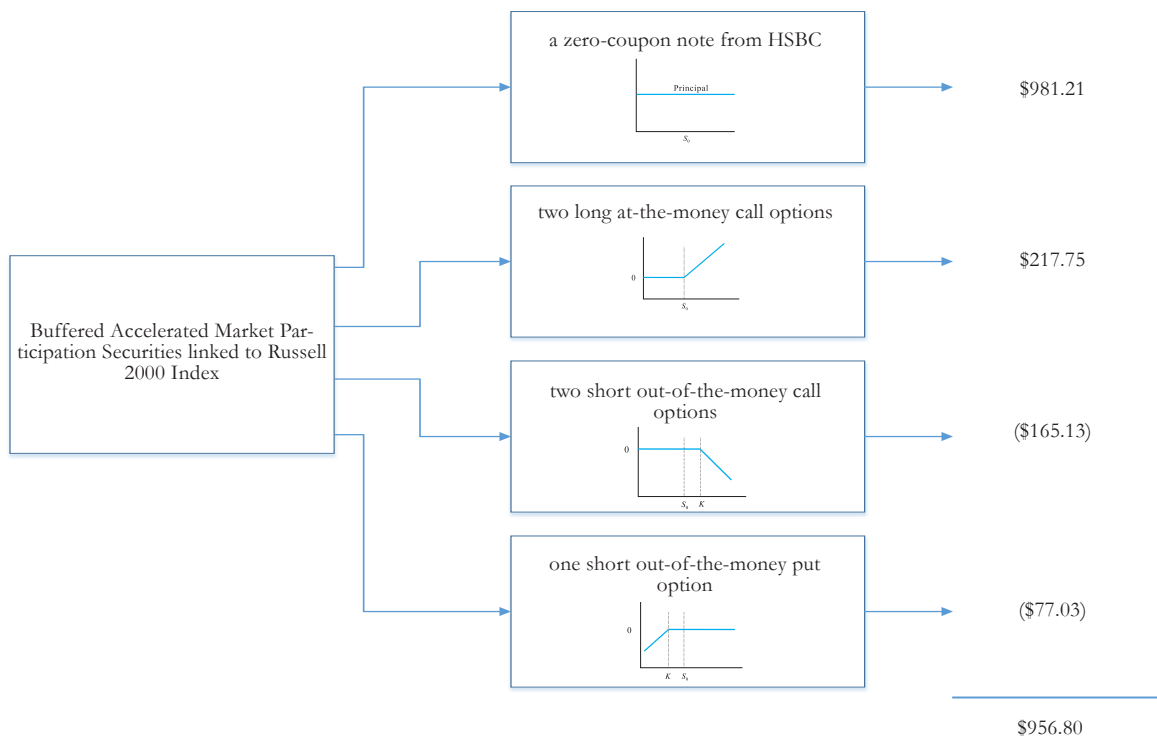 a zero-coupon note from HSBC
Principal
S₀
$981.21
two long at-the-money call options
0
S₀
$217.75
Buffered Accelerated Market Par-
ticipation Securities linked to Russell
2000 Index
two short out-of-the-money call
options
0
S₀ K
($165.13)
one short out-of-the-money put
option
0
K S₀
($77.03)
$956.80